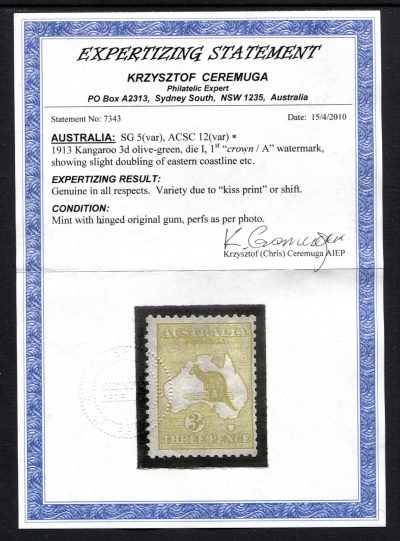 EXPERTIZING STATEMENT
KRZYSZTOF CEREMUGA
Philatelic Expert
PO Box A2313, Sydney South, NSW 1235, Australia
Statement No: 7343 Date: 15/4/2010
AUSTRALIA: SG 5(var), ACSC 12(var) *
1913 Kangaroo 3d olive-green, die I, 1st "crown / A" watermark,
showing slight doubling of eastern coastline etc.
EXPERTIZING RESULT:
Genuine in all respects. Variety due to "kiss print" or shift.
CONDITION:
Mint with hinged original gum, perfs as per photo.
K. Ceremuga
Krzysztof (Chris) Ceremuga AIEP
AUSTRALIA
POSTAGE
3D
THREE PENCE